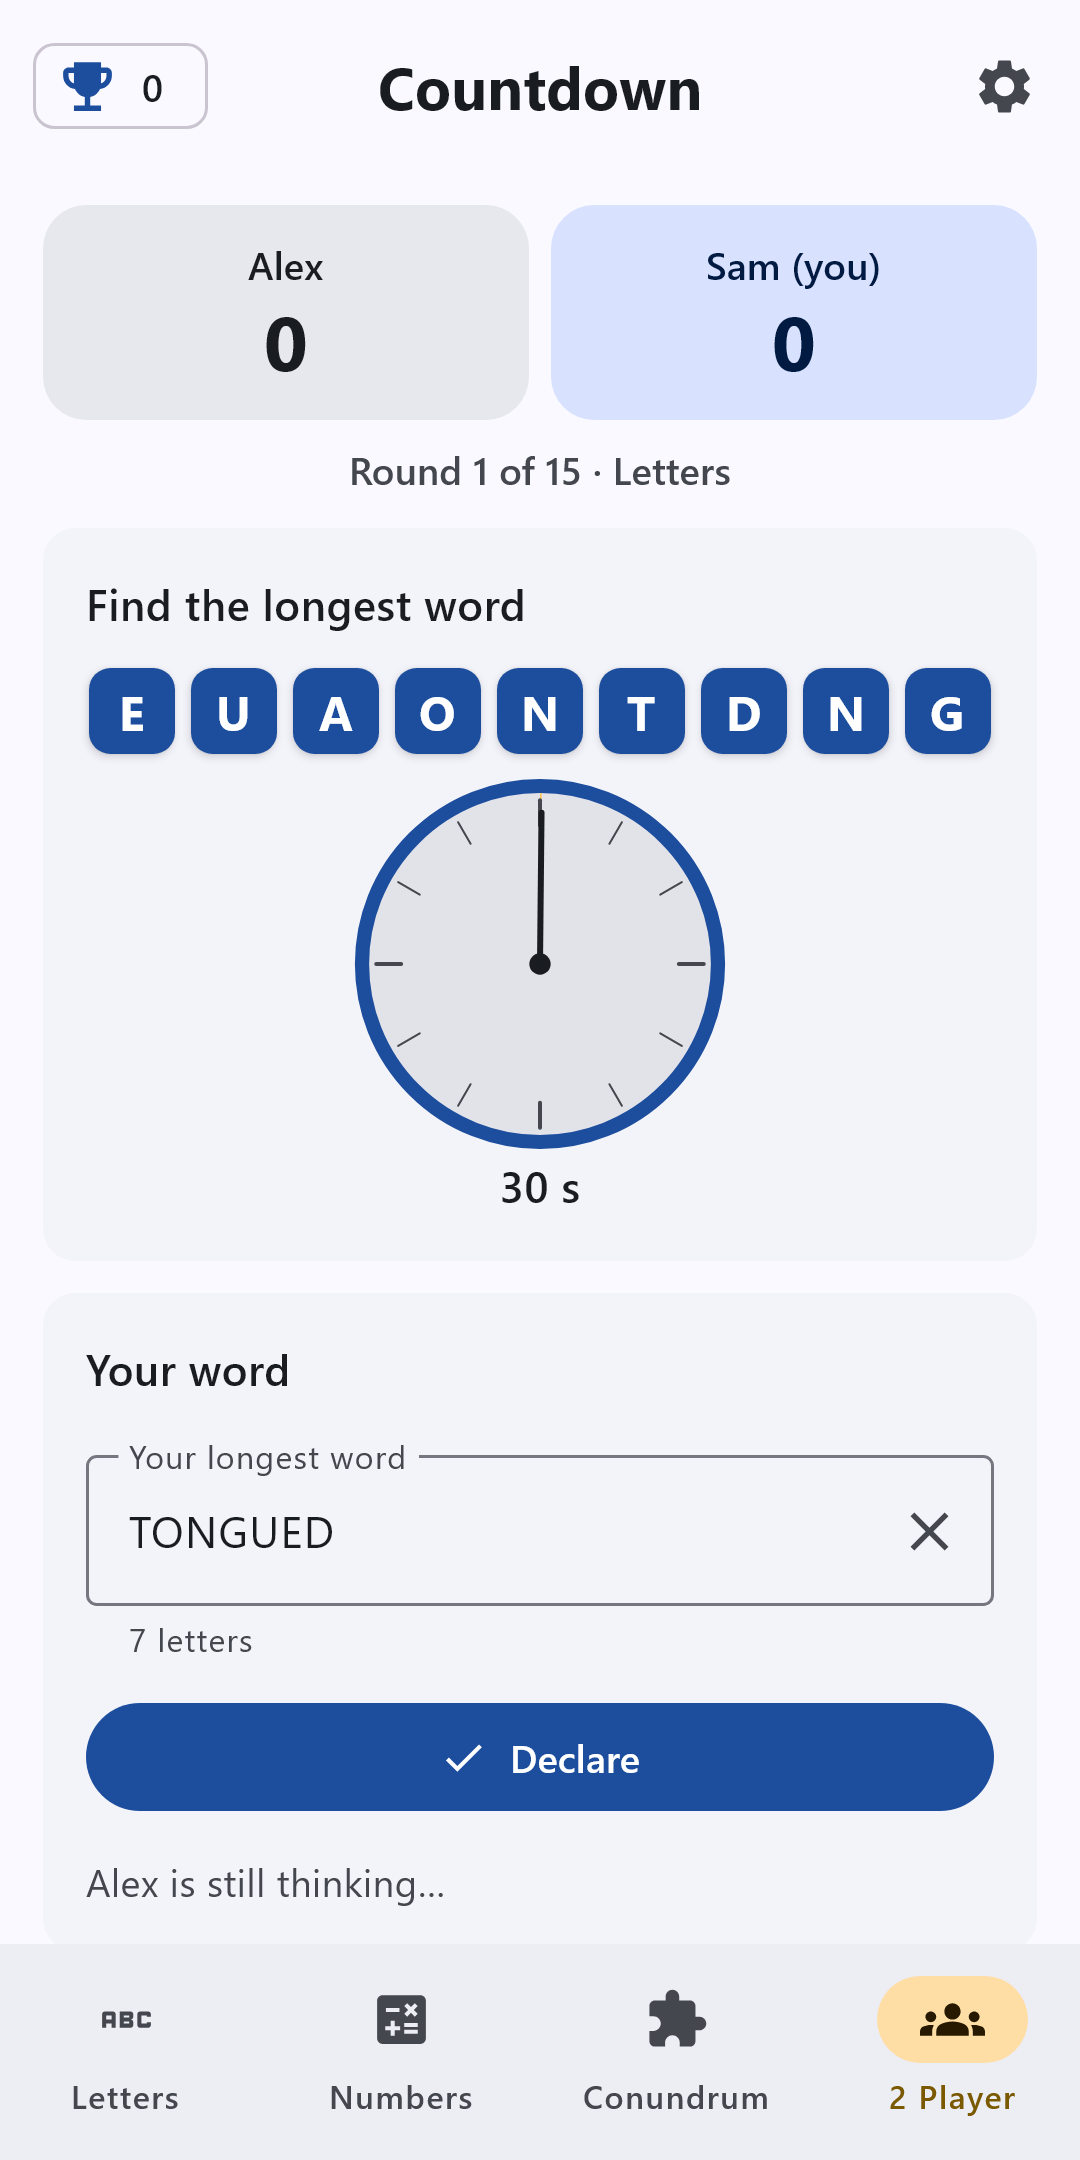 0
Countdown
Alex
0
Sam (you)
0
Round 1 of 15 · Letters
Find the longest word
E U A O N T D N G
30 s
Your word
Your longest word
TONGUED
7 letters
Declare
Alex is still thinking...
ABC
Letters
Numbers
Conundrum
2 Player